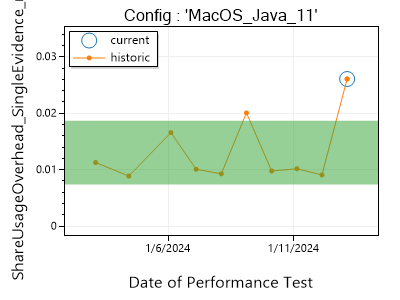 Config : 'MacOS_Java_11'
current
historic
0.03
0.02
0.01
0
ShareUsageOverhead_SingleEvidence_
1/6/2024
1/11/2024
Date of Performance Test